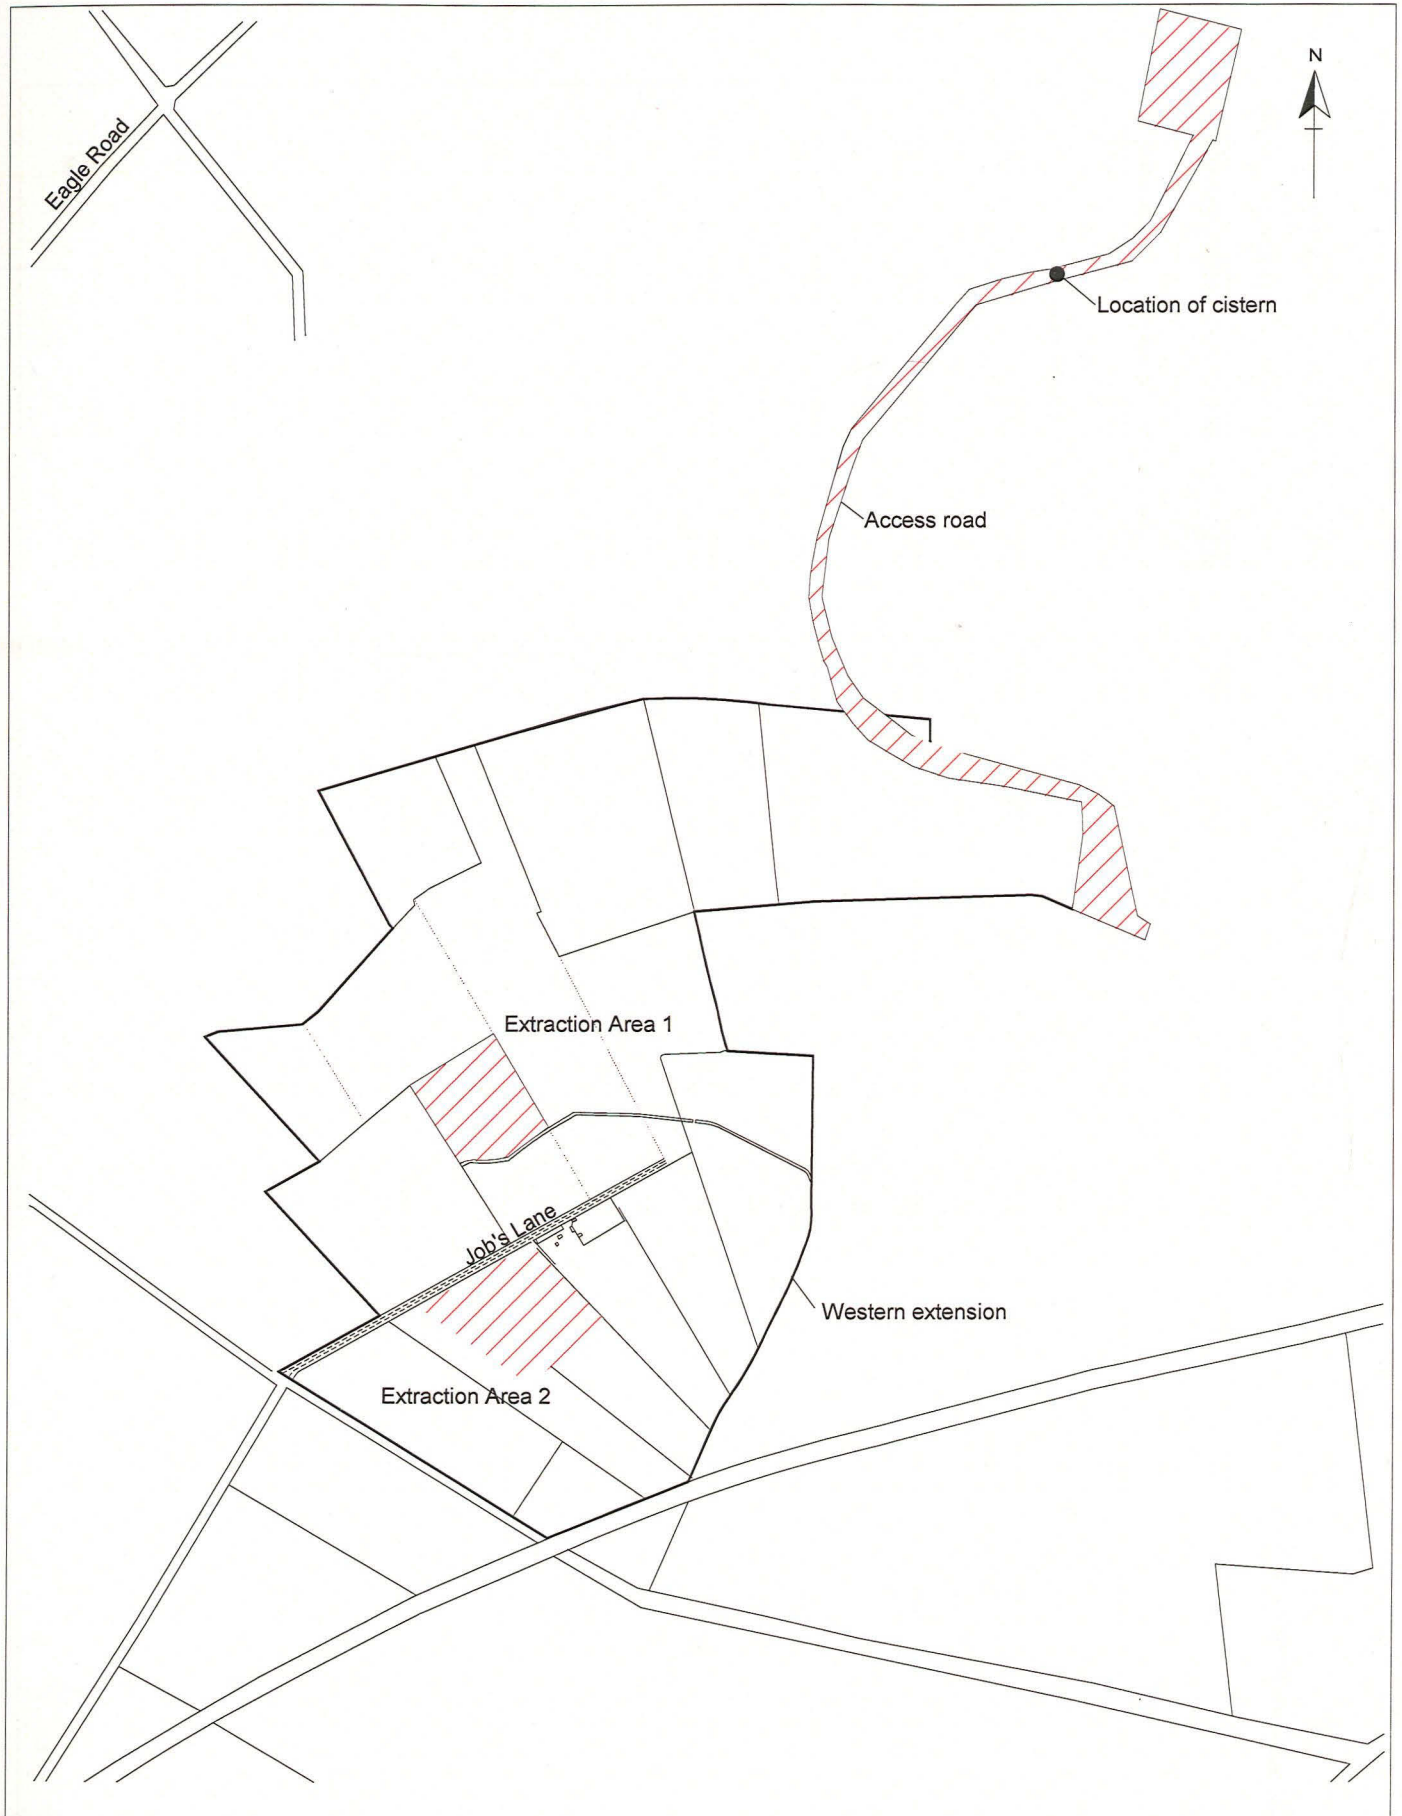 N
Eagle Road
Location of cistern
Access road
Extraction Area 1
Job's Lane
Western extension
Extraction Area 2